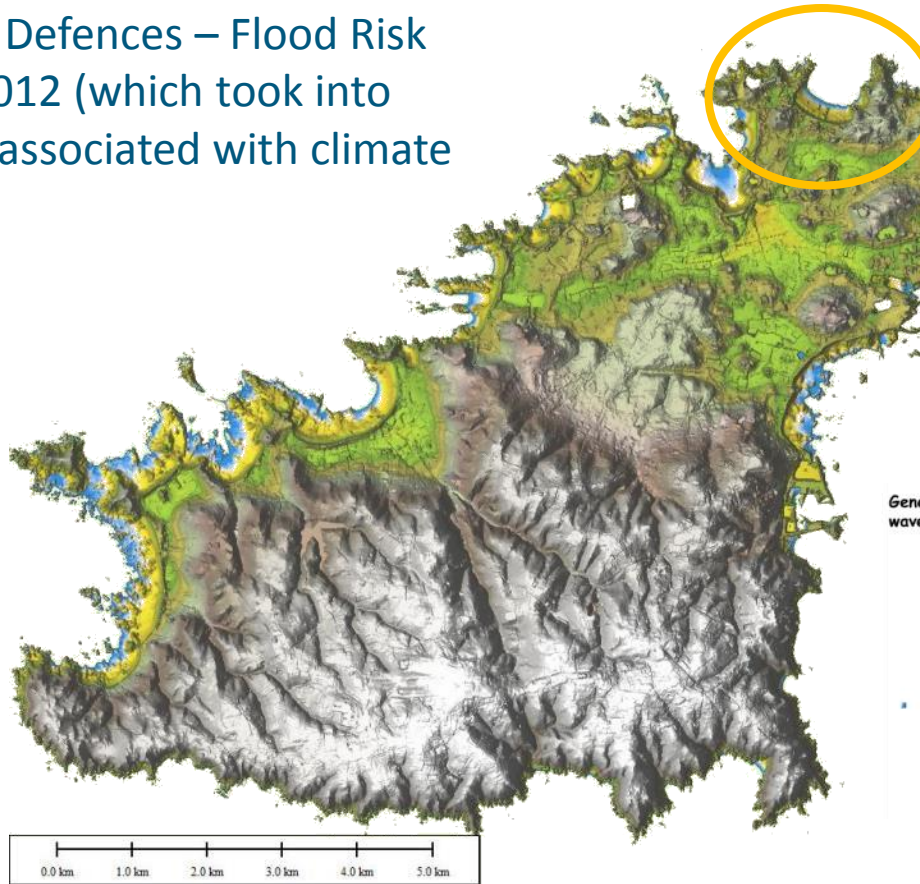 Defences – Flood Risk
012 (which took into
associated with climate
wave
0.0 km 1.0 km 2.0 km 3.0 km 4.0 km 5.0 km